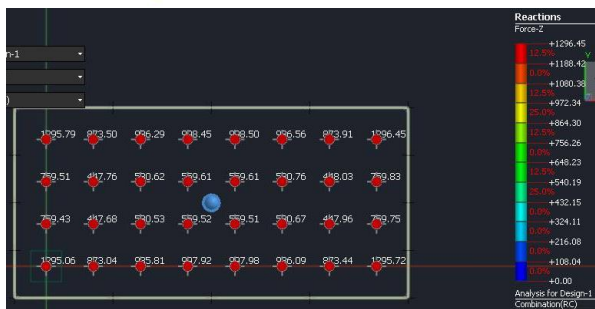 Reactions
Force-Z
+1296.45
12.5%
+1188.42
0.0%
+1080.38
12.5%
+972.34
25.0%
+864.30
12.5%
+756.26
0.0%
+648.23
12.5%
+540.19
25.0%
+432.15
0.0%
+324.11
0.0%
+216.08
0.0%
+108.04
0.0%
+0.00
Analysis for Design-1
Combination(RC)
Y
n-1
)
1295.79 873.50 936.29 998.45 998.50 936.56 873.91 1296.45
759.51 447.76 530.62 559.61 559.61 530.76 448.03 759.83
759.43 447.68 530.53 559.52 559.51 530.67 447.96 759.75
1295.06 873.04 935.81 997.92 997.98 936.09 873.44 1295.72